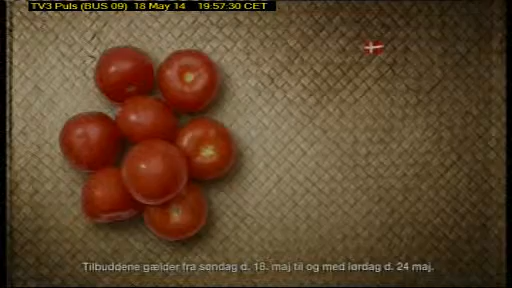 TV3 Puls (BUS 09) 18 May 14 19:57:30 CET
Tilbuddene gælder fra søndag d. 18. maj til og med lørdag d. 24 maj.